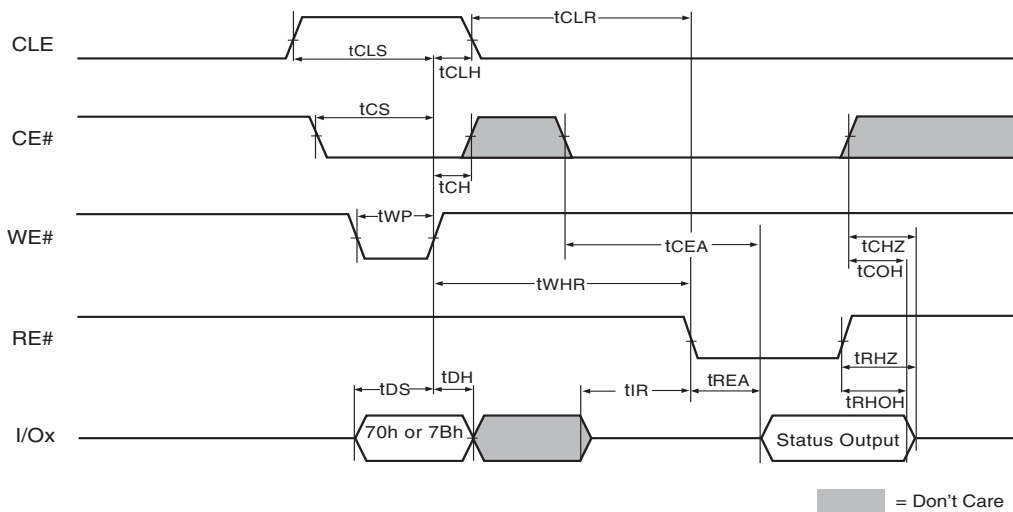 tCLR
CLE
tCLS
tCLH
tCS
CE#
tCH
tWP
WE#
tCEA
tCHZ
tCOH
tWHR
RE#
tRHZ
tDS
tDH
tIR
tREA
tRHOH
I/Ox
70h or 7Bh
Status Output
= Don't Care